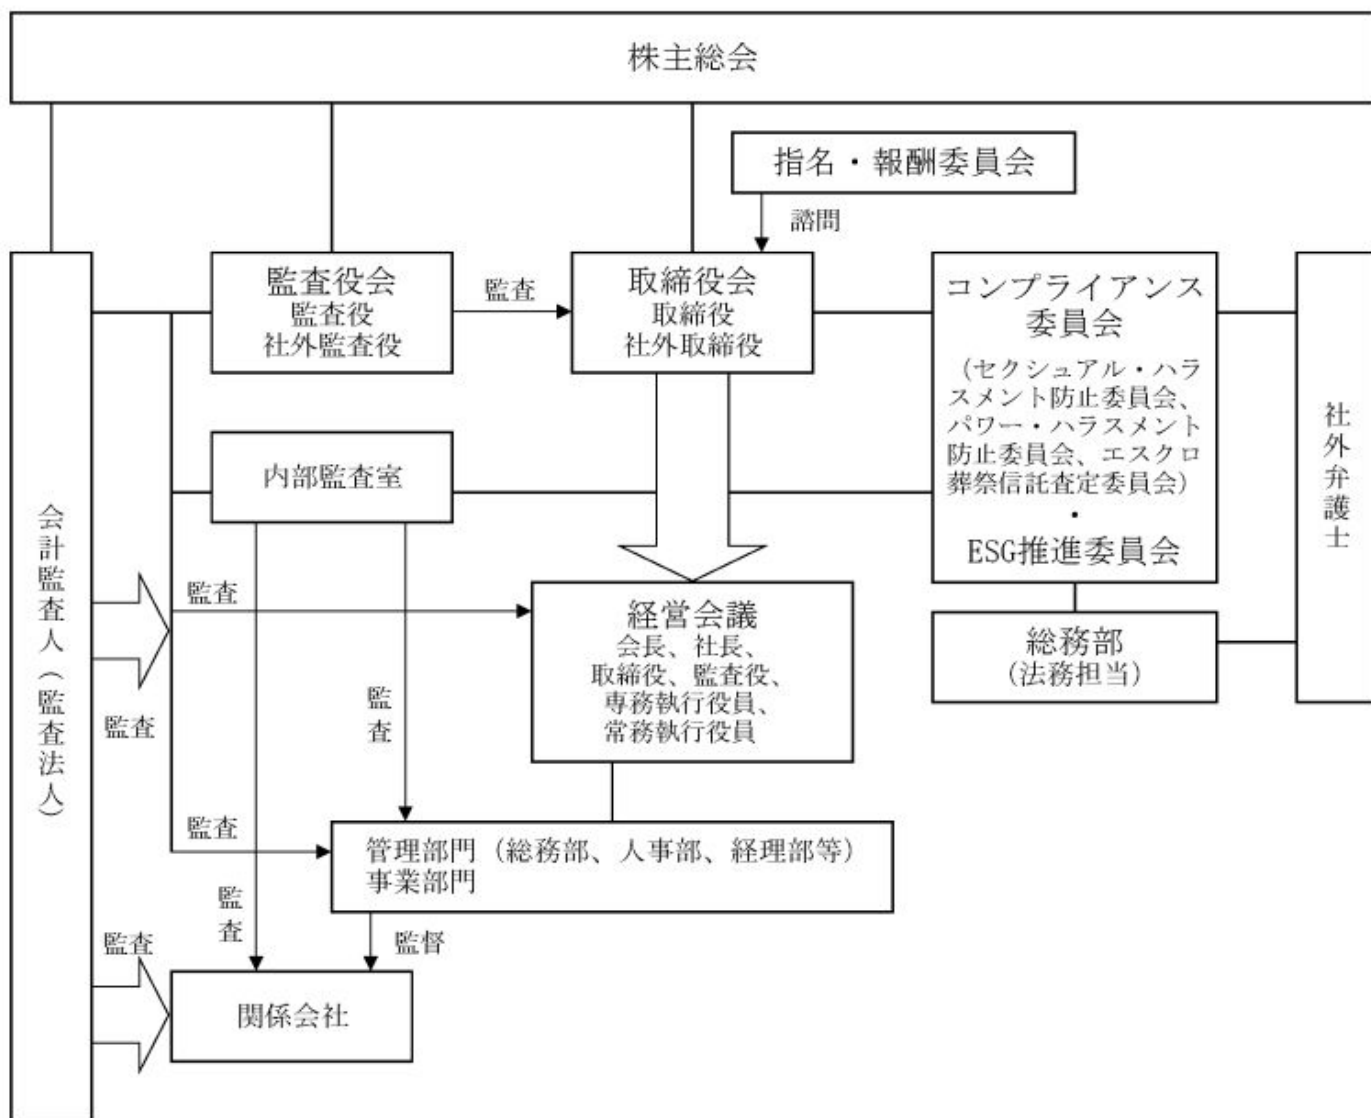 株主総会
指名・報酬委員会
諮問
監査役会
監査役
社外監査役
監査
取締役会
取締役
社外取締役
コンプライアンス
委員会
（セクシュアル・ハラ
スメント防止委員会、
パワー・ハラスメント
防止委員会、エスクロ
葬祭信託査定委員会）
・
ESG推進委員会
社外弁護士
内部監査室
会計監査人（監査法人）
監査
監査
監査
経営会議
会長、社長、
取締役、監査役、
専務執行役員、
常務執行役員
総務部
（法務担当）
監査
管理部門（総務部、人事部、経理部等）
事業部門
監査
監査
監督
関係会社